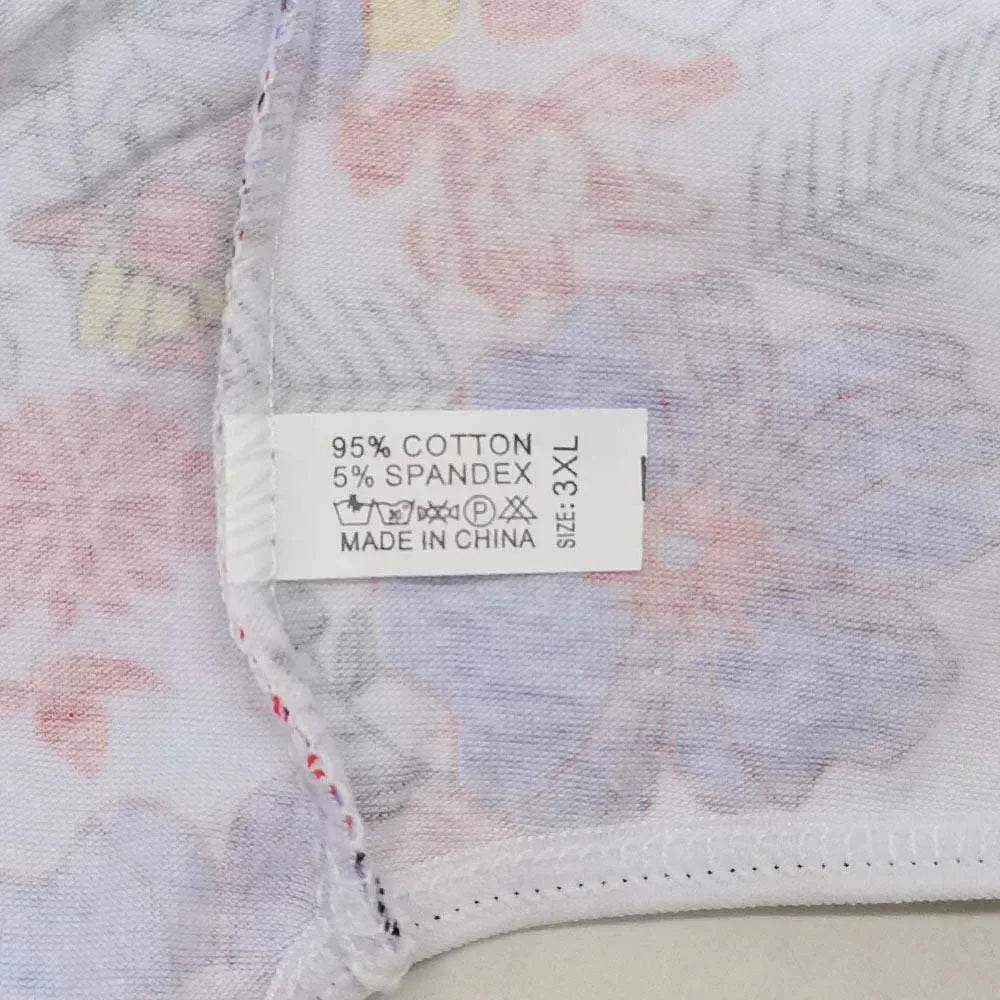 95% COTTON
5% SPANDEX
P
MADE IN CHINA
SIZE: 3XL